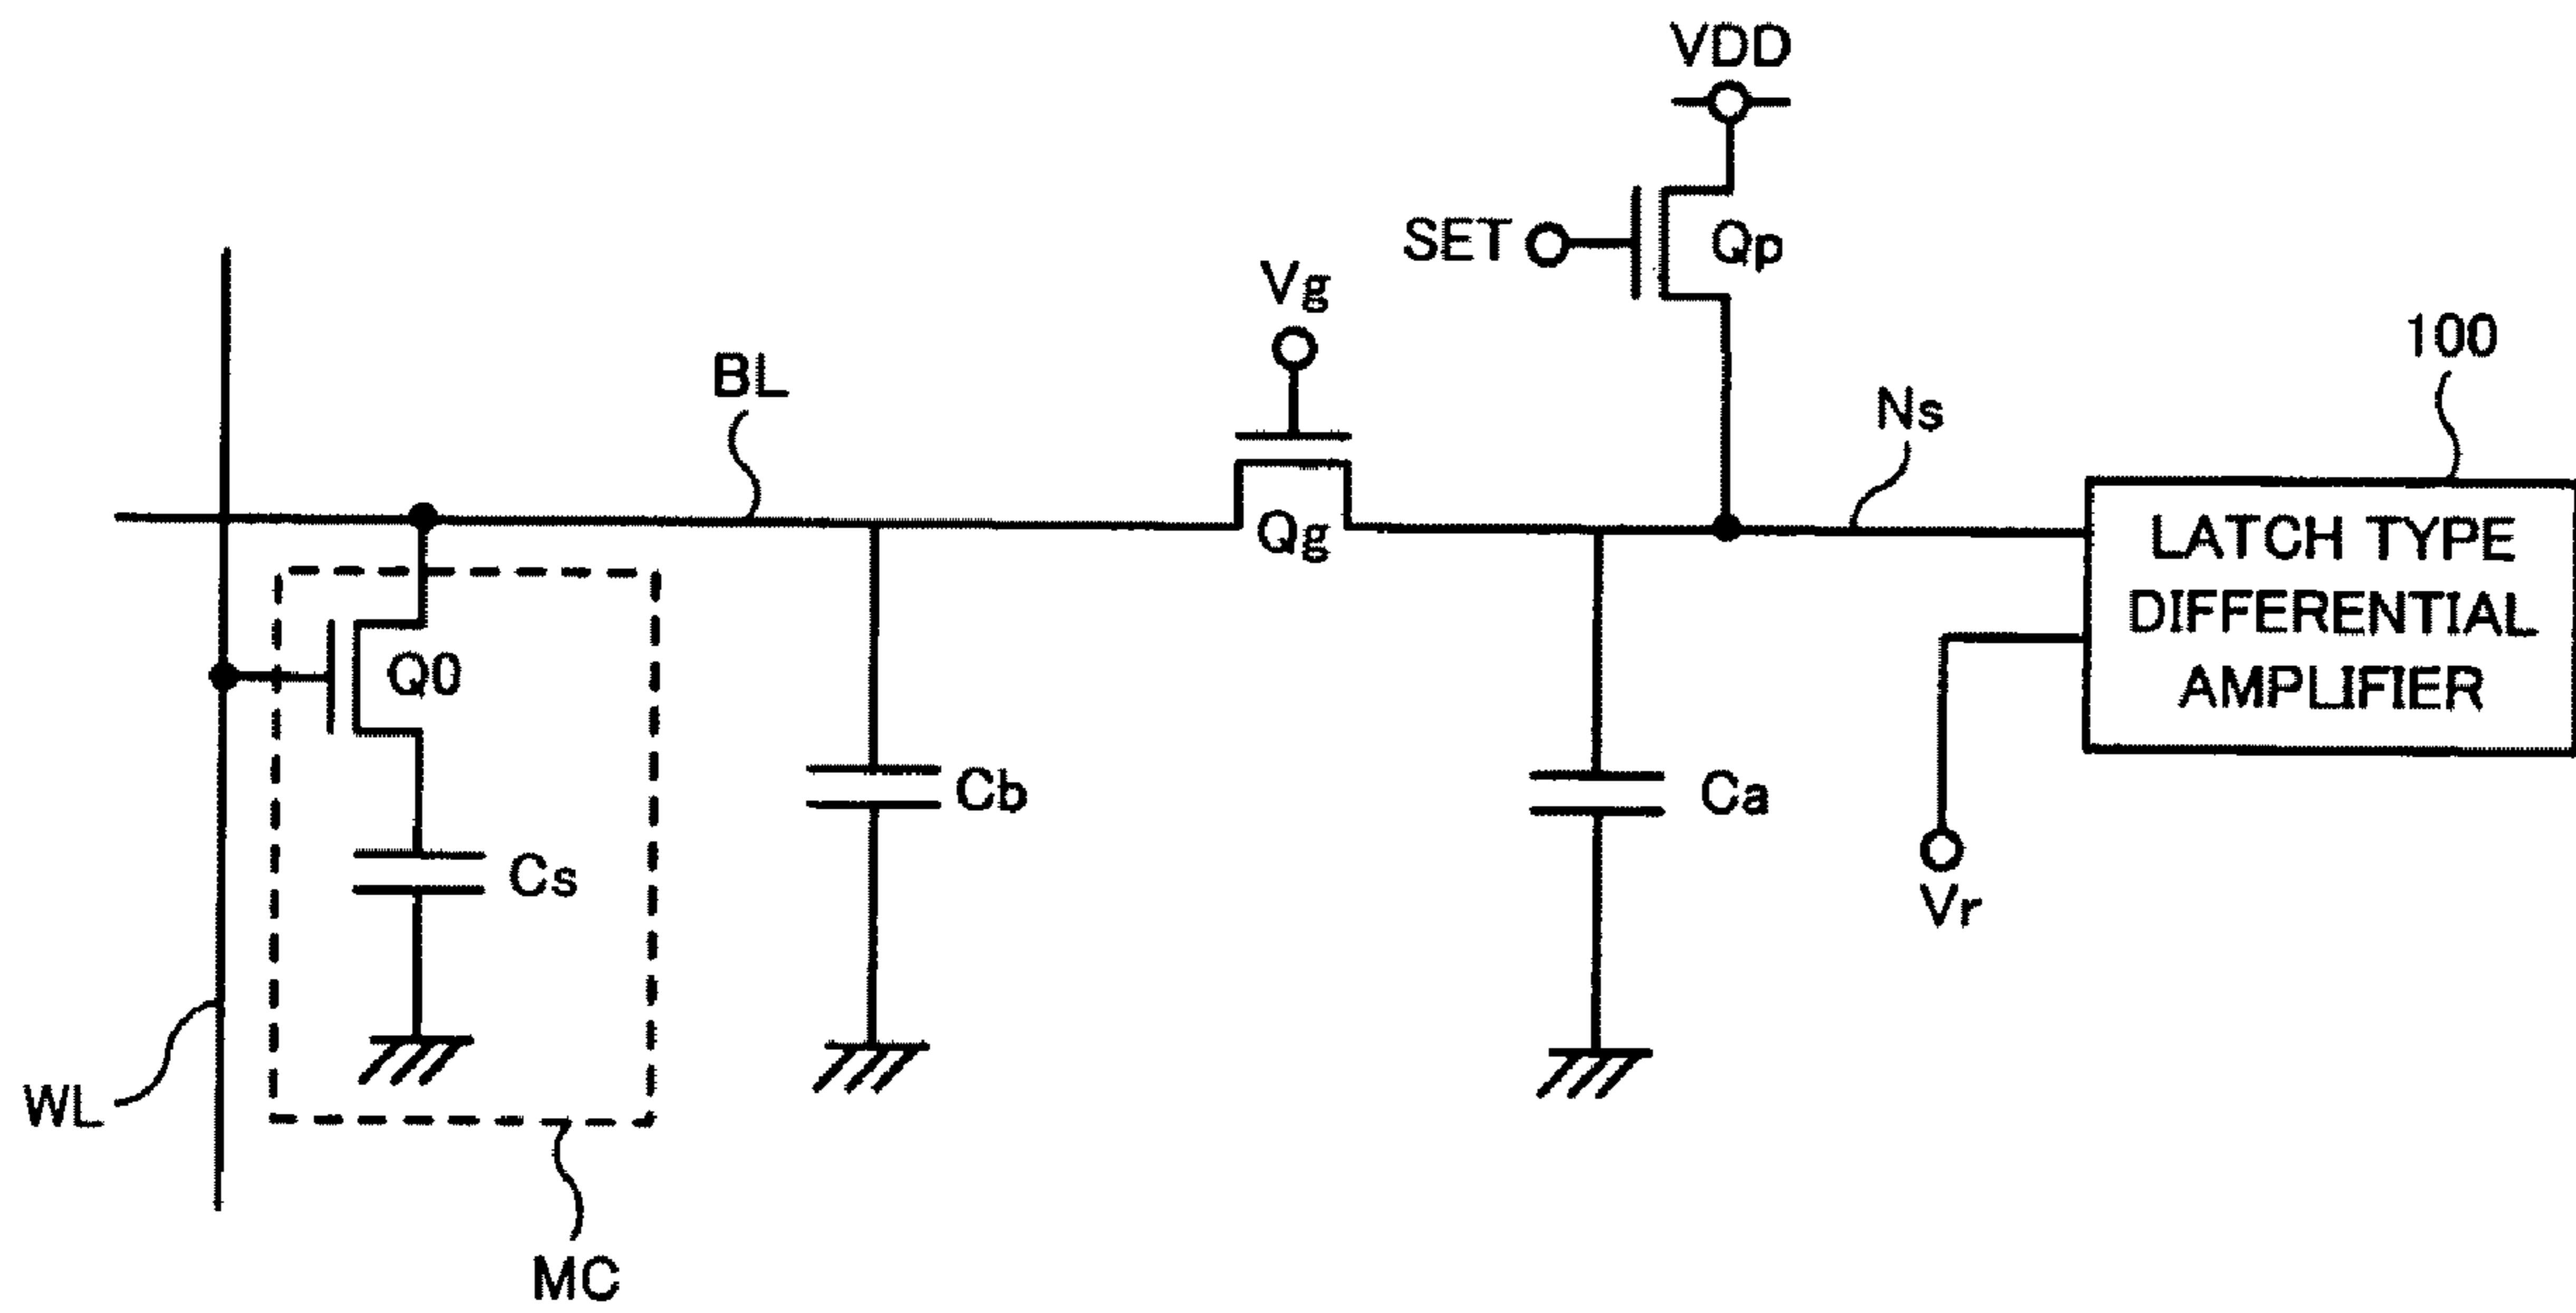 VDD
SET
Qp
Vg
100
BL
Ns
Qg
LATCH TYPE
DIFFERENTIAL
AMPLIFIER
Q0
Cb
Ca
Cs
Vr
WL
MC